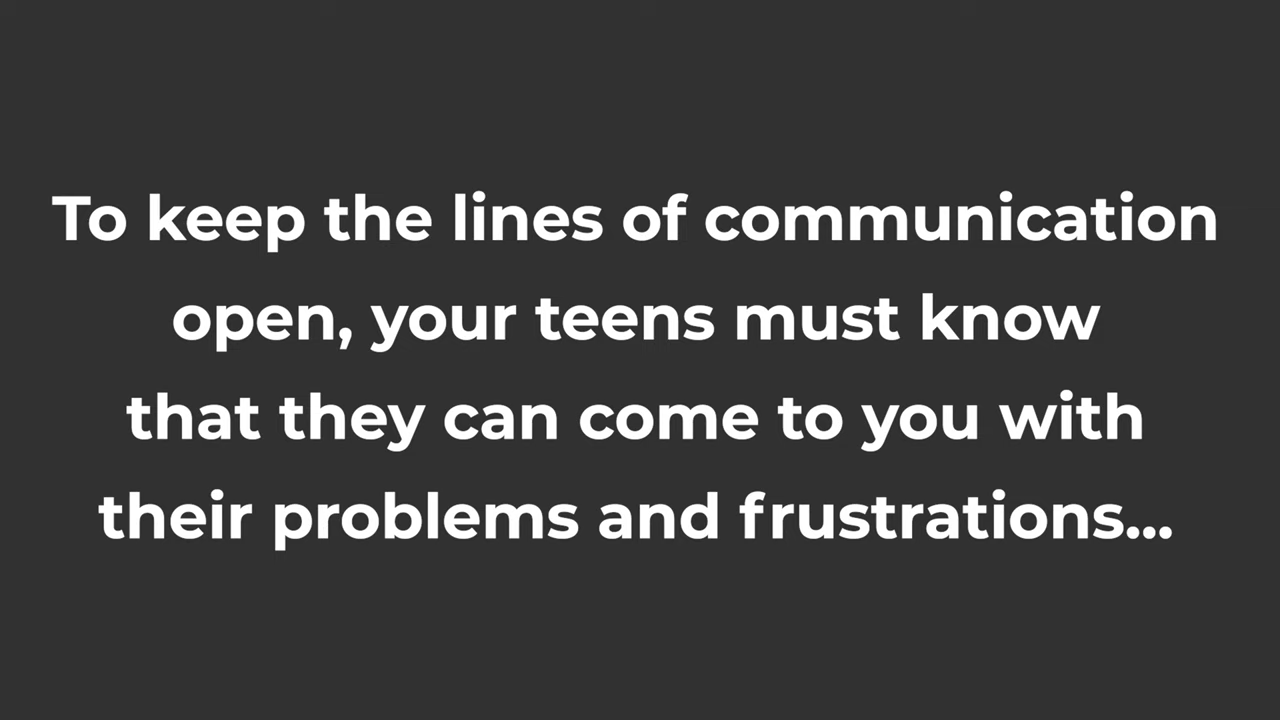 To keep the lines of communication
open, your teens must know
that they can come to you with
their problems and frustrations...